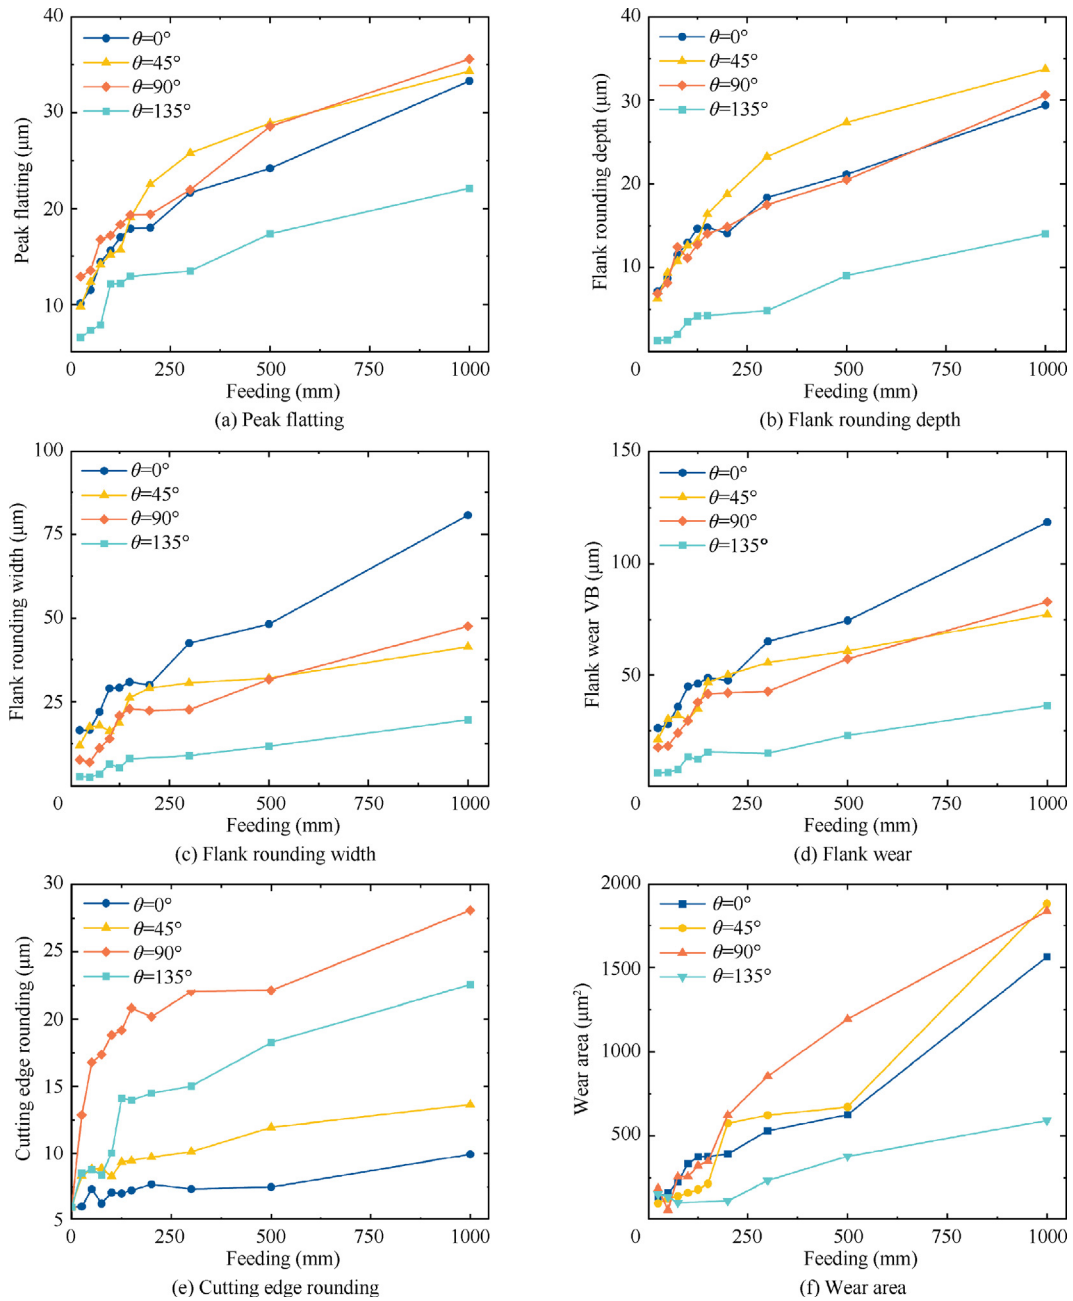 40
30
20
10
Peak flatting (μm)
θ=0°
θ=45°
θ=90°
θ=135°
0
250
500
750
1000
Feeding (mm)
(a) Peak flatting
40
30
20
10
Flank rounding depth (μm)
θ=0°
θ=45°
θ=90°
θ=135°
0
250
500
750
1000
Feeding (mm)
(b) Flank rounding depth
100
75
50
25
Flank rounding width (μm)
θ=0°
θ=45°
θ=90°
θ=135°
0
250
500
750
1000
Feeding (mm)
(c) Flank rounding width
150
100
50
Flank wear VB (μm)
θ=0°
θ=45°
θ=90°
θ=135°
0
250
500
750
1000
Feeding (mm)
(d) Flank wear
30
25
20
15
10
5
Cutting edge rounding (μm)
θ=0°
θ=45°
θ=90°
θ=135°
0
250
500
750
1000
Feeding (mm)
(e) Cutting edge rounding
2000
1500
1000
500
Wear area (μm²)
θ=0°
θ=45°
θ=90°
θ=135°
0
250
500
750
1000
Feeding (mm)
(f) Wear area